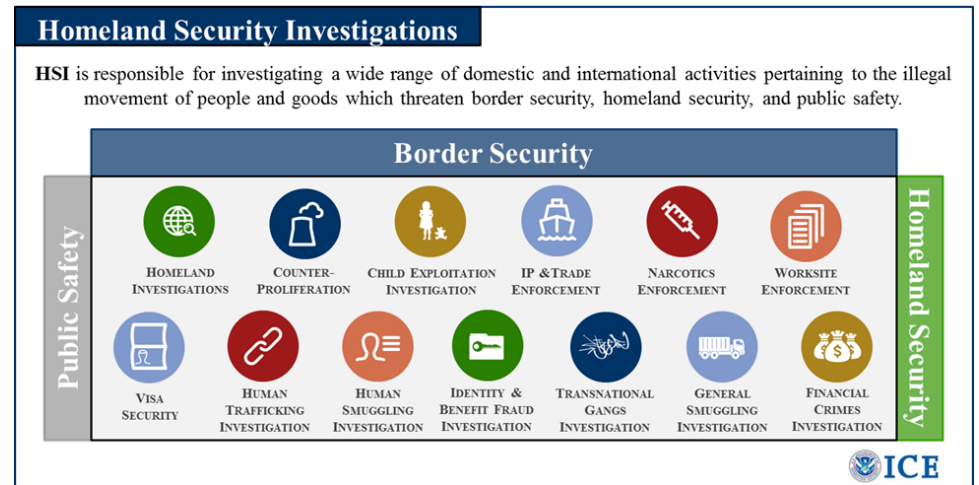 Homeland Security Investigations
HSI is responsible for investigating a wide range of domestic and international activities pertaining to the illegal
movement of people and goods which threaten border security, homeland security, and public safety.
Border Security
Public Safety
Homeland Security
HOMELAND
INVESTIGATIONS
COUNTER-
PROLIFERATION
CHILD EXPLOITATION
INVESTIGATION
IP &TRADE
ENFORCEMENT
NARCOTICS
ENFORCEMENT
WORKSITE
ENFORCEMENT
VISA
SECURITY
HUMAN
TRAFFICKING
INVESTIGATION
HUMAN
SMUGGLING
INVESTIGATION
IDENTITY &
BENEFIT FRAUD
INVESTIGATION
TRANSNATIONAL
GANGS
INVESTIGATION
GENERAL
SMUGGLING
INVESTIGATION
FINANCIAL
CRIMES
INVESTIGATION
ICE